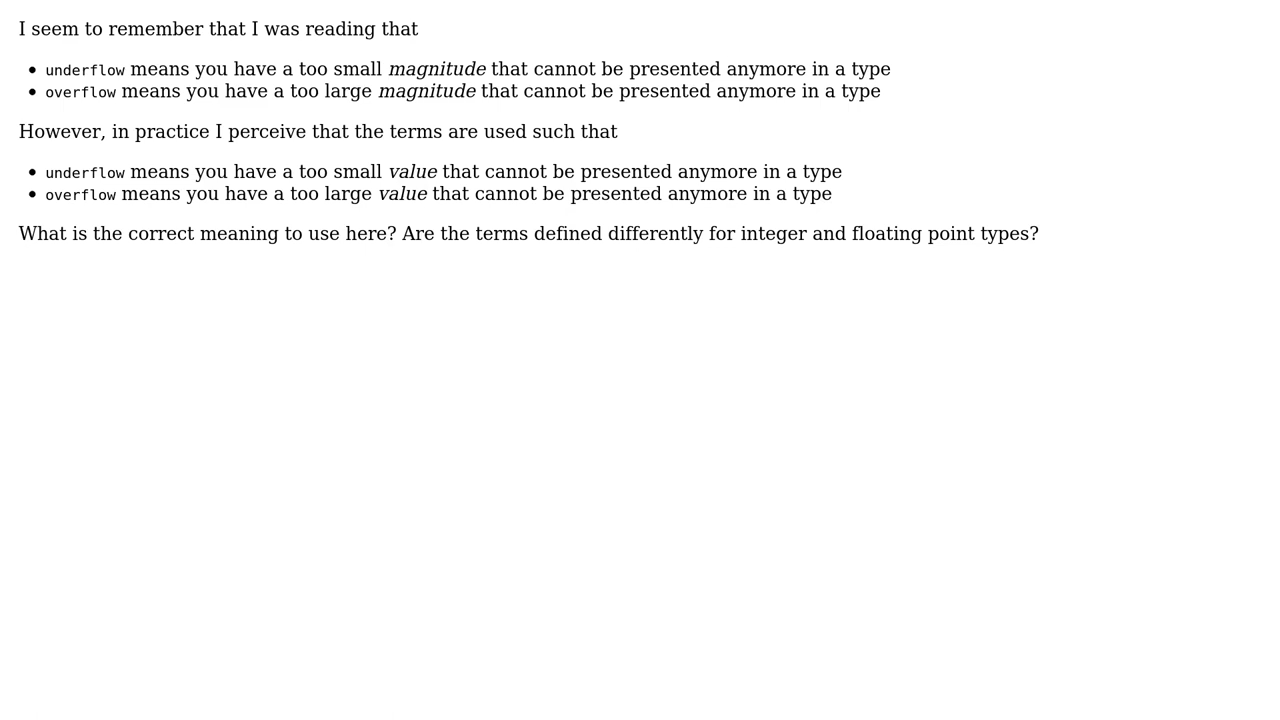 I seem to remember that I was reading that
underflow means you have a too small magnitude that cannot be presented anymore in a type
overflow means you have a too large magnitude that cannot be presented anymore in a type
However, in practice I perceive that the terms are used such that
underflow means you have a too small value that cannot be presented anymore in a type
overflow means you have a too large value that cannot be presented anymore in a type
What is the correct meaning to use here? Are the terms defined differently for integer and floating point types?